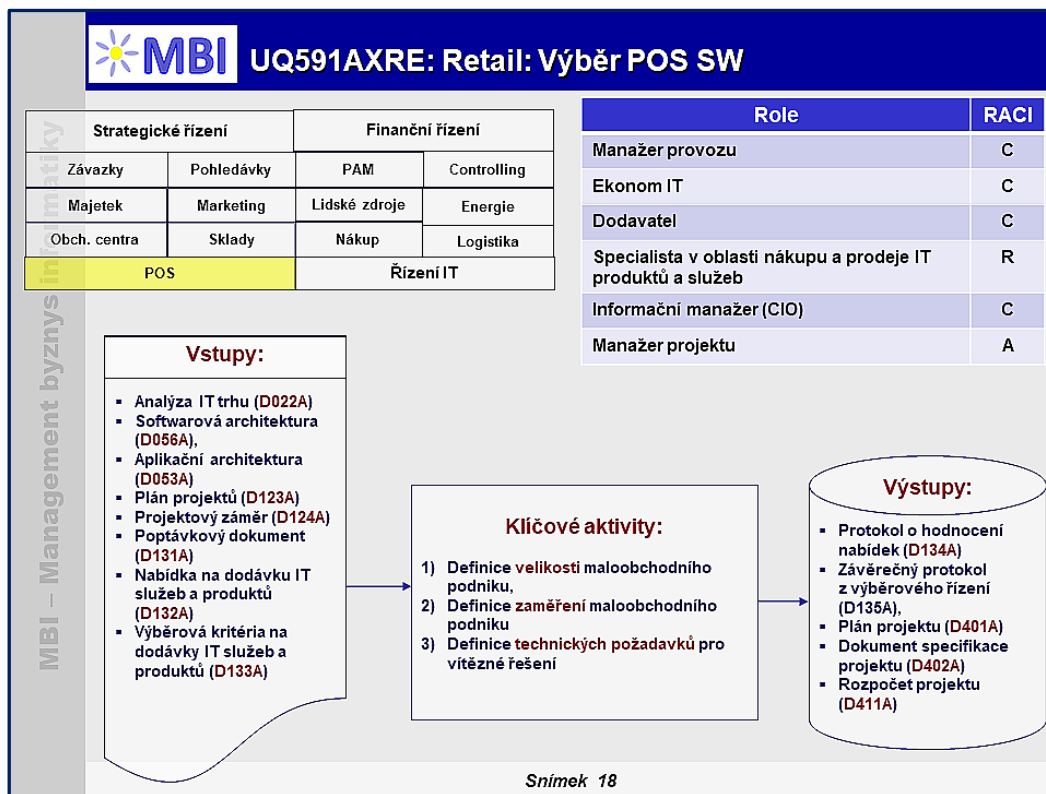 MBI
UQ591AXRE: Retail: Výběr POS SW
MBI – Management byznys informatiky
Strategické řízení
Finanční řízení
Závazky
Pohledávky
PAM
Controlling
Majetek
Marketing
Lidské zdroje
Energie
Obch. centra
Sklady
Nákup
Logistika
POS
Řízení IT
Role
RACI
Manažer provozu
C
Ekonom IT
C
Dodavatel
C
Specialista v oblasti nákupu a prodeje IT
produktů a služeb
R
Informační manažer (CIO)
C
Manažer projektu
A
Vstupy:
▪ Analýza IT trhu (D022A)
▪ Softwarová architektura
(D056A),
▪ Aplikační architektura
(D053A)
▪ Plán projektů (D123A)
▪ Projektový záměr (D124A)
▪ Poptávkový dokument
(D131A)
▪ Nabídka na dodávku IT
služeb a produktů
(D132A)
▪ Výběrová kritéria na
dodávky IT služeb a
produktů (D133A)
Klíčové aktivity:
1) Definice velikosti maloobchodního
podniku,
2) Definice zaměření maloobchodního
podniku
3) Definice technických požadavků pro
vítězné řešení
Výstupy:
▪ Protokol o hodnocení
nabídek (D134A)
▪ Závěrečný protokol
z výběrového řízení
(D135A),
▪ Plán projektu (D401A)
▪ Dokument specifikace
projektu (D402A)
▪ Rozpočet projektu
(D411A)
Snímek 18